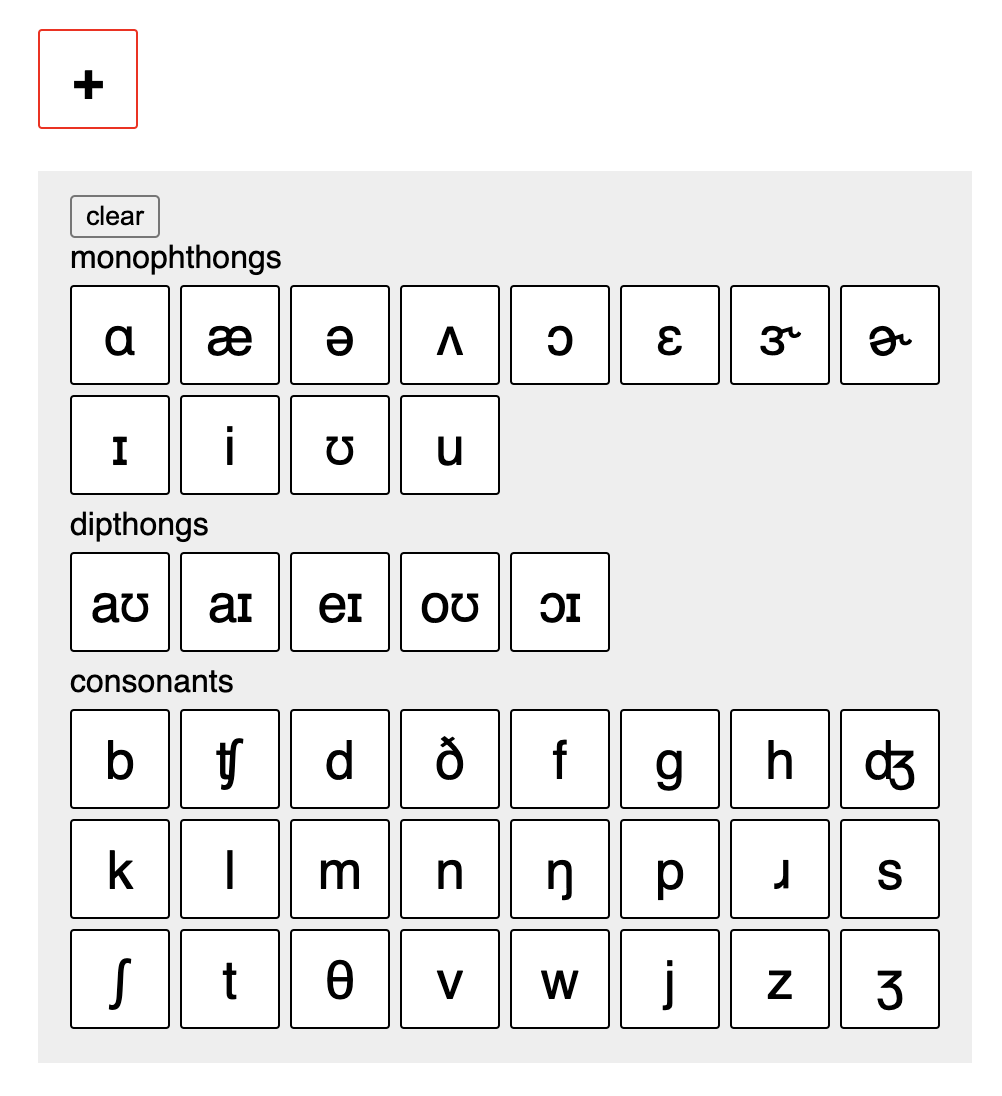 +
clear
monophthongs
ɑ æ ə ʌ ɔ ɛ ɝ ɚ
ɪ i ʊ u
dipthongs
aʊ aɪ eɪ oʊ ɔɪ
consonants
b ʧ d ð f g h ʤ
k l m n ŋ p ɹ s
ʃ t θ v w j z ʒ